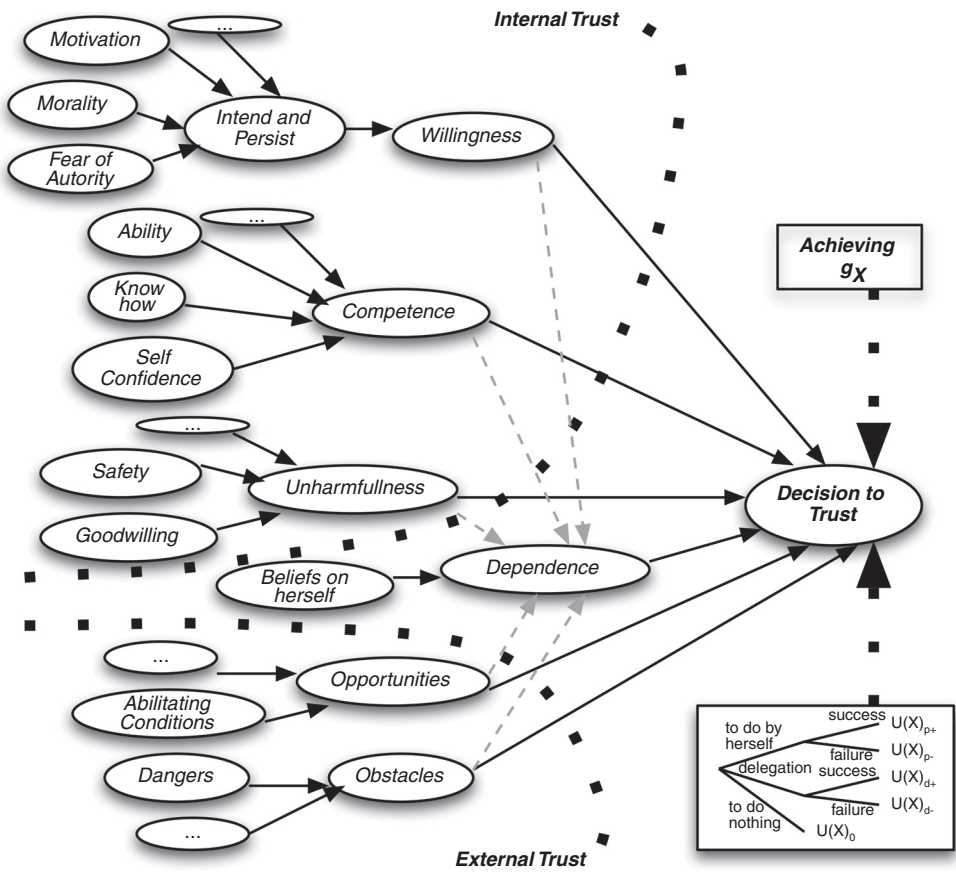 Internal Trust
Motivation
...
Morality
Intend and
Persist
Willingness
Fear of
Autority
Ability
...
Know
how
Competence
Self
Confidence
Achieving
gX
...
Safety
Unharmfullness
Goodwilling
Decision to
Trust
Beliefs on
herself
Dependence
...
Opportunities
Abilitating
Conditions
Dangers
Obstacles
...
External Trust
to do by
herself
success
U(X)p+
failure
U(X)p-
delegation
success
U(X)d+
failure
U(X)d-
to do
nothing
U(X)0